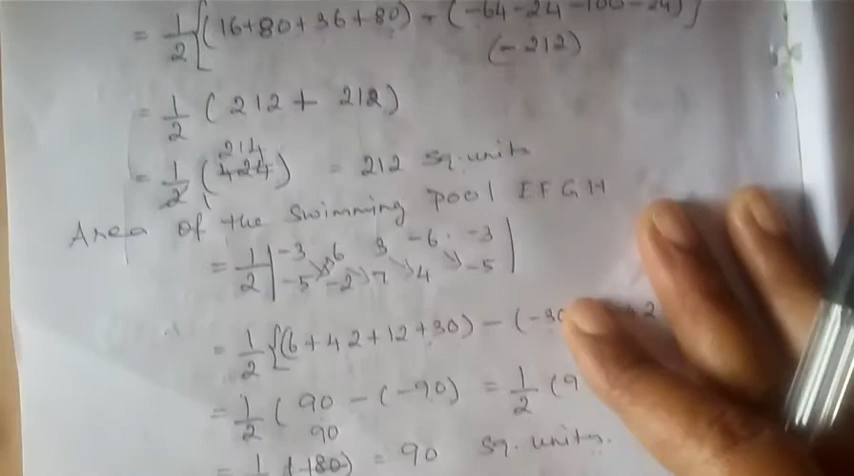 = 1/2 {(16+80+36+80) - (-64-24-100-24)}
(-212)
= 1/2 (212 + 212)
212
= 1/2 (424) = 212 sq. units
Area of the swimming pool EFGH
= 1/2 | -3 6 3 -6 -3
-5 -2 7 4 -5 |
= 1/2 {(6+42+12+30) - (-30
= 1/2 (90 - (-90) = 1/2 (9
90
= 1 (180) = 90 sq. units.